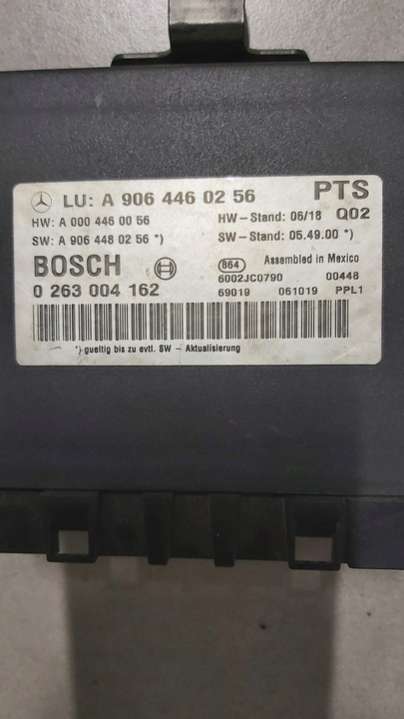 LU: A 906 446 02 56 PTS
HW: A 000 446 00 56 HW-Stand: 06/18 Q02
SW: A 906 448 02 56 *) SW-Stand: 05.49.00 *)
BOSCH 864 Assembled in Mexico
6002JC0790 00448
0 263 004 162 69019 061019 PPL1
*) gueltig bis zu evtl. SW - Aktualisierung